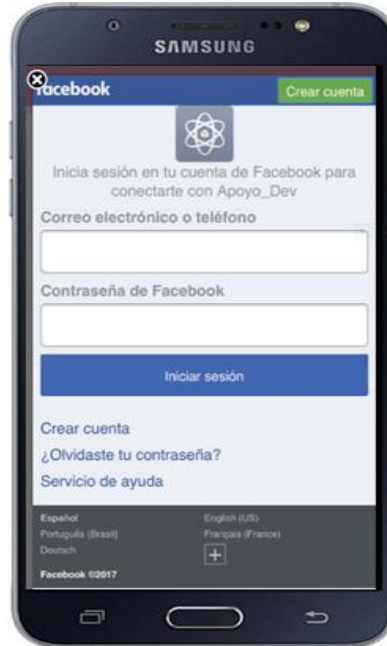 SAMSUNG
facebook
Crear cuenta
Inicia sesión en tu cuenta de Facebook para
conectarte con Apoyo_Dev
Correo electrónico o teléfono
Contraseña de Facebook
Iniciar sesión
Crear cuenta
¿Olvidaste tu contraseña?
Servicio de ayuda
Español
English (US)
Português (Brasil)
Français (France)
Deutsch
Facebook ©2017